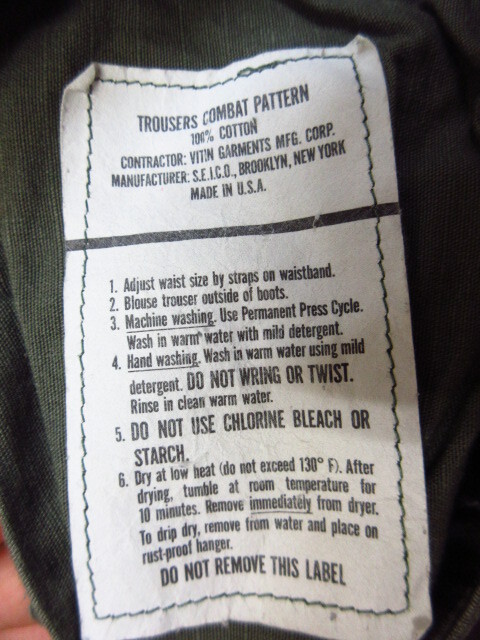 TROUSERS COMBAT PATTERN
100% COTTON
CONTRACTOR: VITIN GARMENTS MFG. CORP.
MANUFACTURER: S.E.I.C.O., BROOKLYN, NEW YORK
MADE IN U.S.A.
1. Adjust waist size by straps on waistband.
2. Blouse trouser outside of boots.
3. Machine washing. Use Permanent Press Cycle.
Wash in warm water with mild detergent.
4. Hand washing. Wash in warm water using mild
detergent. DO NOT WRING OR TWIST.
Rinse in clean warm water.
5. DO NOT USE CHLORINE BLEACH OR
STARCH.
6. Dry at low heat (do not exceed 130° F). After
drying, tumble at room temperature for
10 minutes. Remove immediately from dryer.
To drip dry, remove from water and place on
rust-proof hanger.
DO NOT REMOVE THIS LABEL